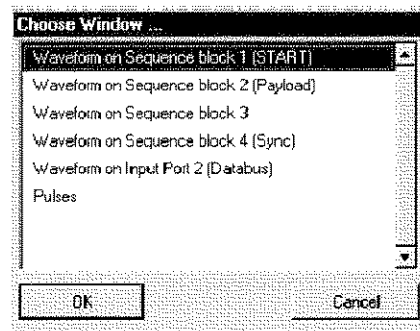 Choose Window ...
Waveform on Sequence block 1 (START)
Waveform on Sequence block 2 (Payload)
Waveform on Sequence block 3
Waveform on Sequence block 4 (Sync)
Waveform on Input Port 2 (Databus)
Pulses
OK
Cancel